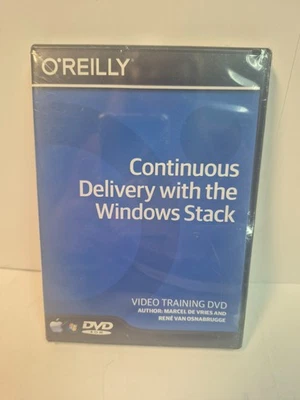 O'REILLY
Continuous
Delivery with the
Windows Stack
VIDEO TRAINING DVD
AUTHOR: MARCEL DE VRIES AND
RENÉ VAN OSNABRUGGE
DVD
ROM